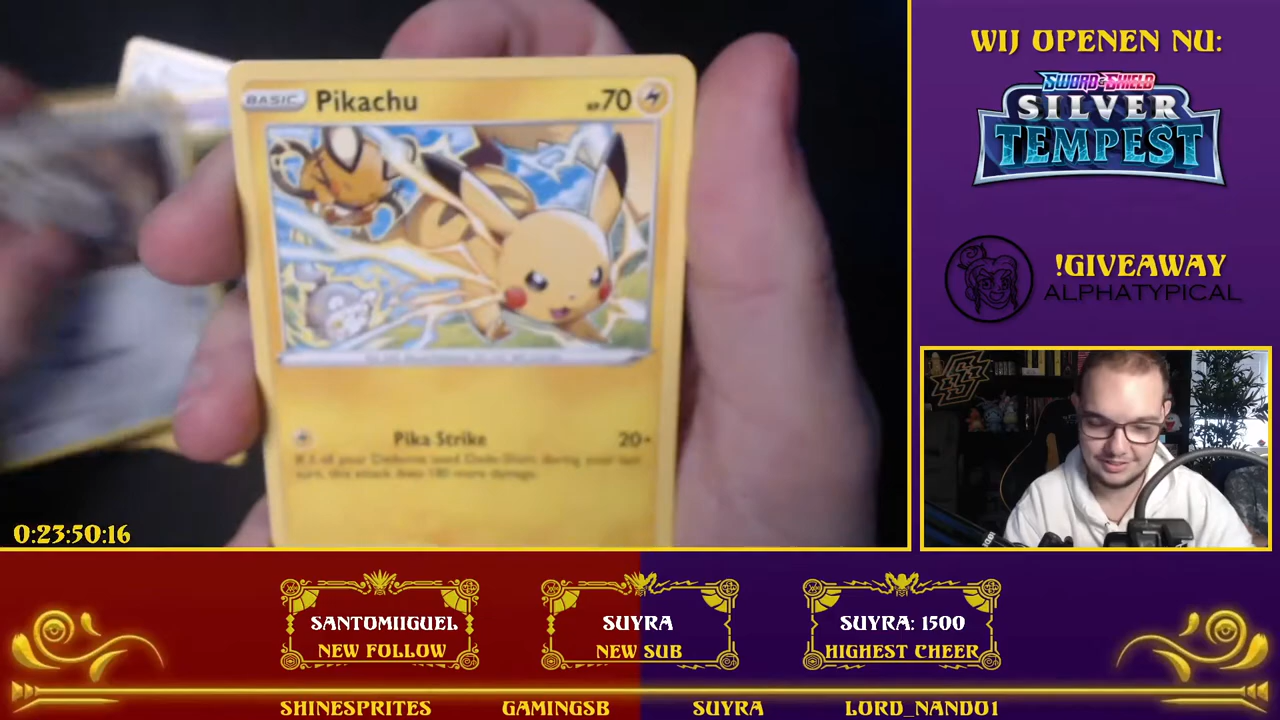 BASIC Pikachu HP70
Pika Strike 20+
0:23:50:16
WIJ OPENEN NU:
SWORD & SHIELD
SILVER
TEMPEST
!GIVEAWAY
ALPHATYPICAL
SANTOMIIGUEL
NEW FOLLOW
SUYRA
NEW SUB
SUYRA: 1500
HIGHEST CHEER
SHINESPRITES GAMINGSB SUYRA LORD_NANDO1